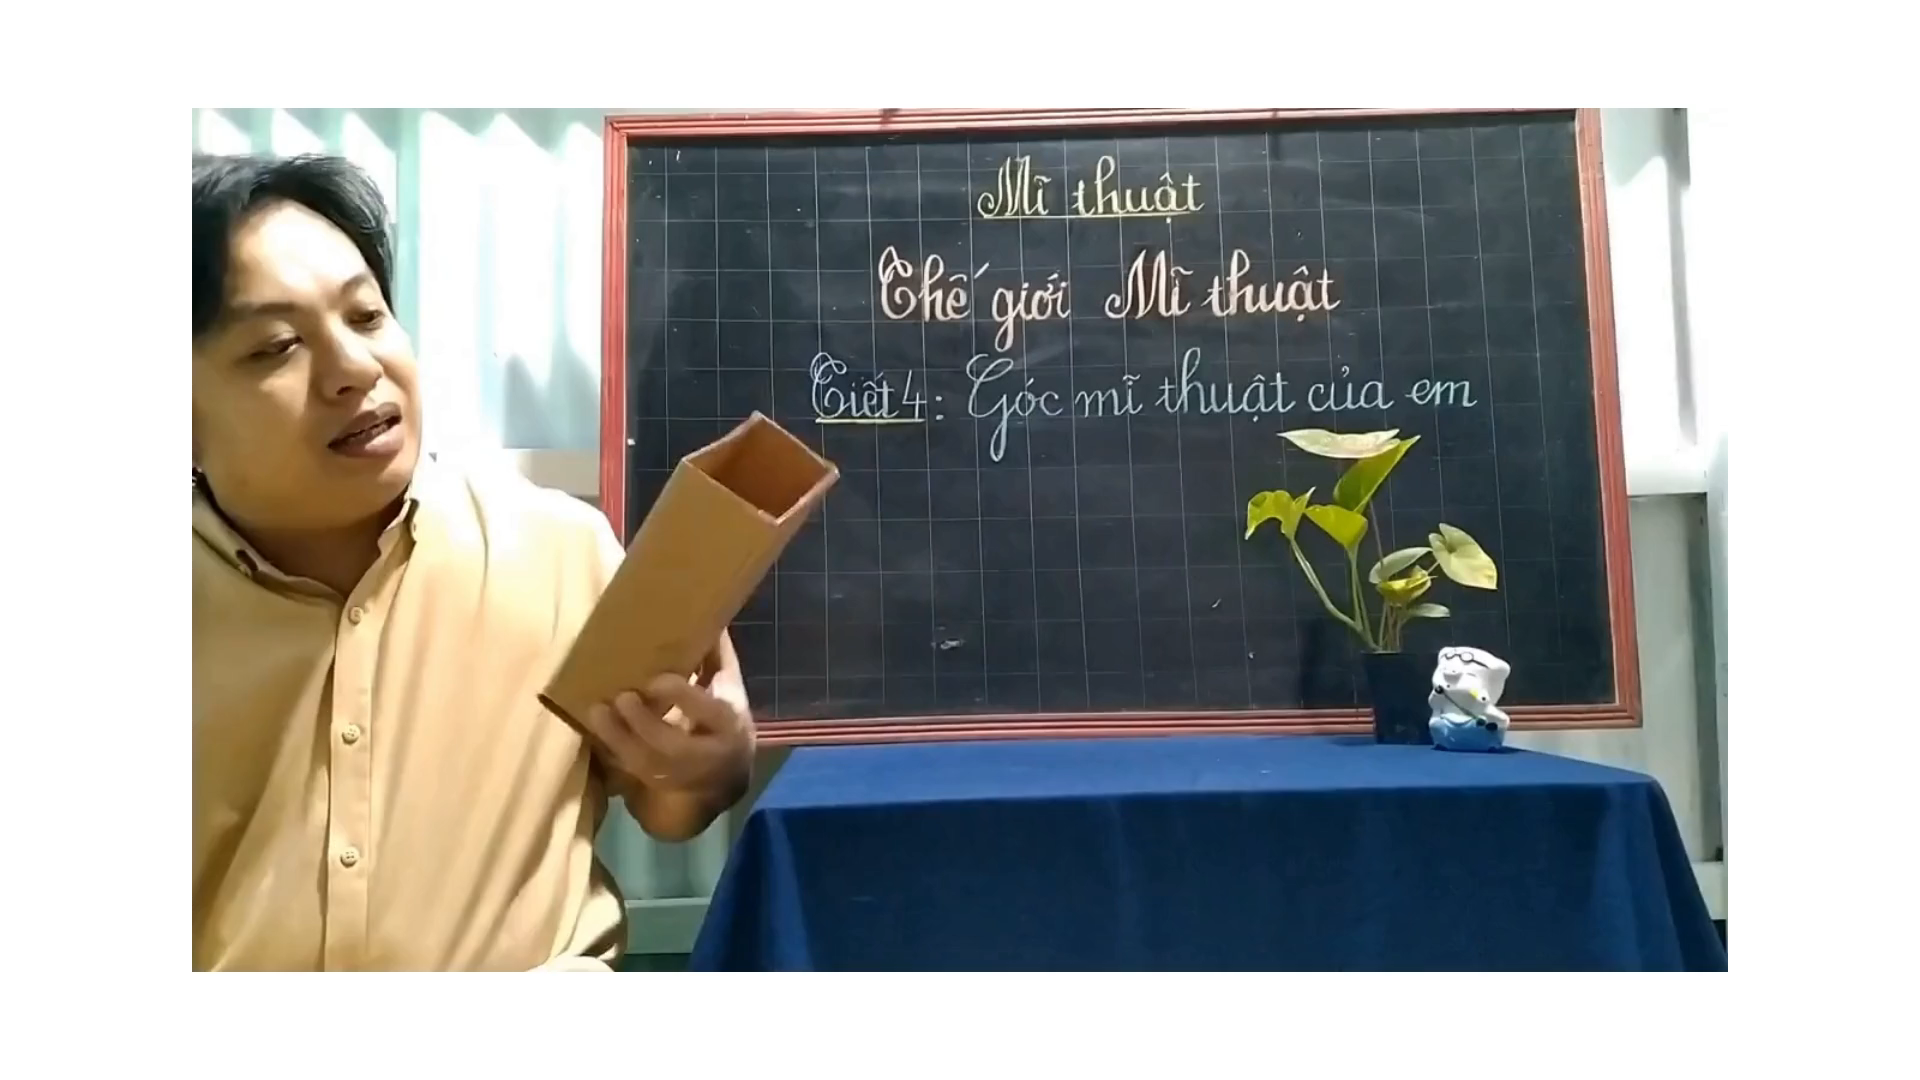 Mĩ thuật
Thế giới Mĩ thuật
Tiết 4: Góc mĩ thuật của em